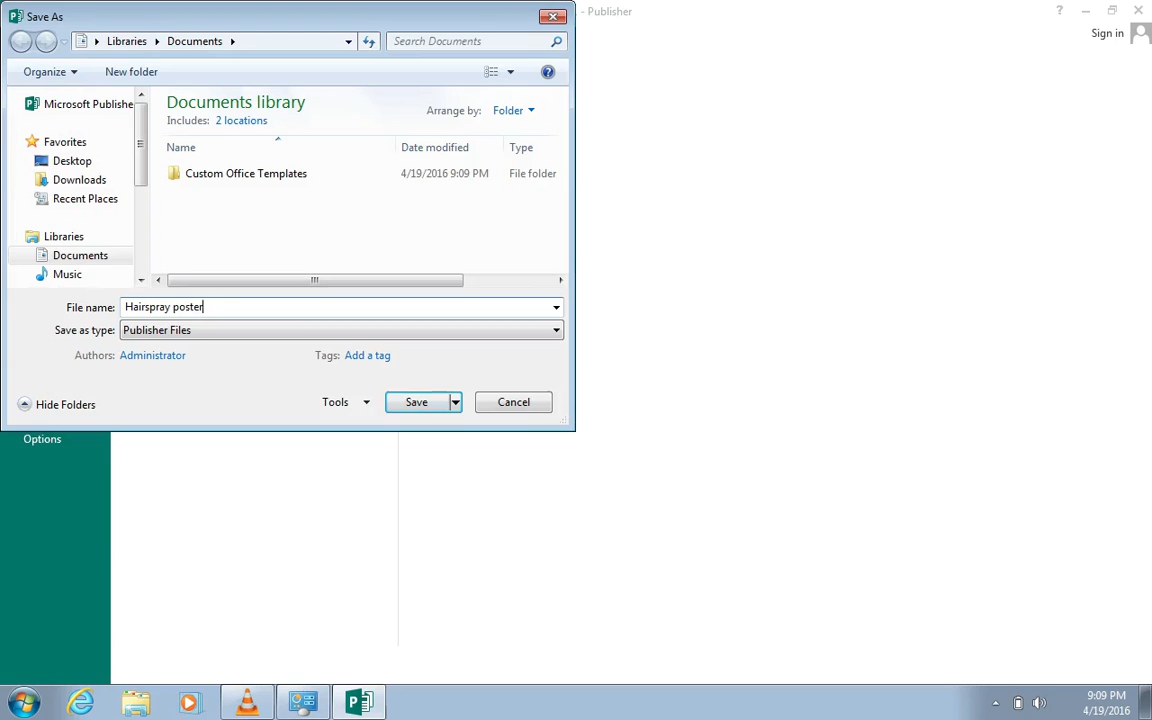 Save As
- Publisher
?
Sign in
Libraries
Documents
Search Documents
Organize
New folder
?
Microsoft Publishe
Favorites
Desktop
Downloads
Recent Places
Libraries
Documents
Music
Documents library
Includes: 2 locations
Arrange by: Folder
Name Date modified Type
Custom Office Templates 4/19/2016 9:09 PM File folder
File name: Hairspray poster
Save as type: Publisher Files
Authors: Administrator Tags: Add a tag
Hide Folders Tools Save Cancel
Options
9:09 PM
4/19/2016